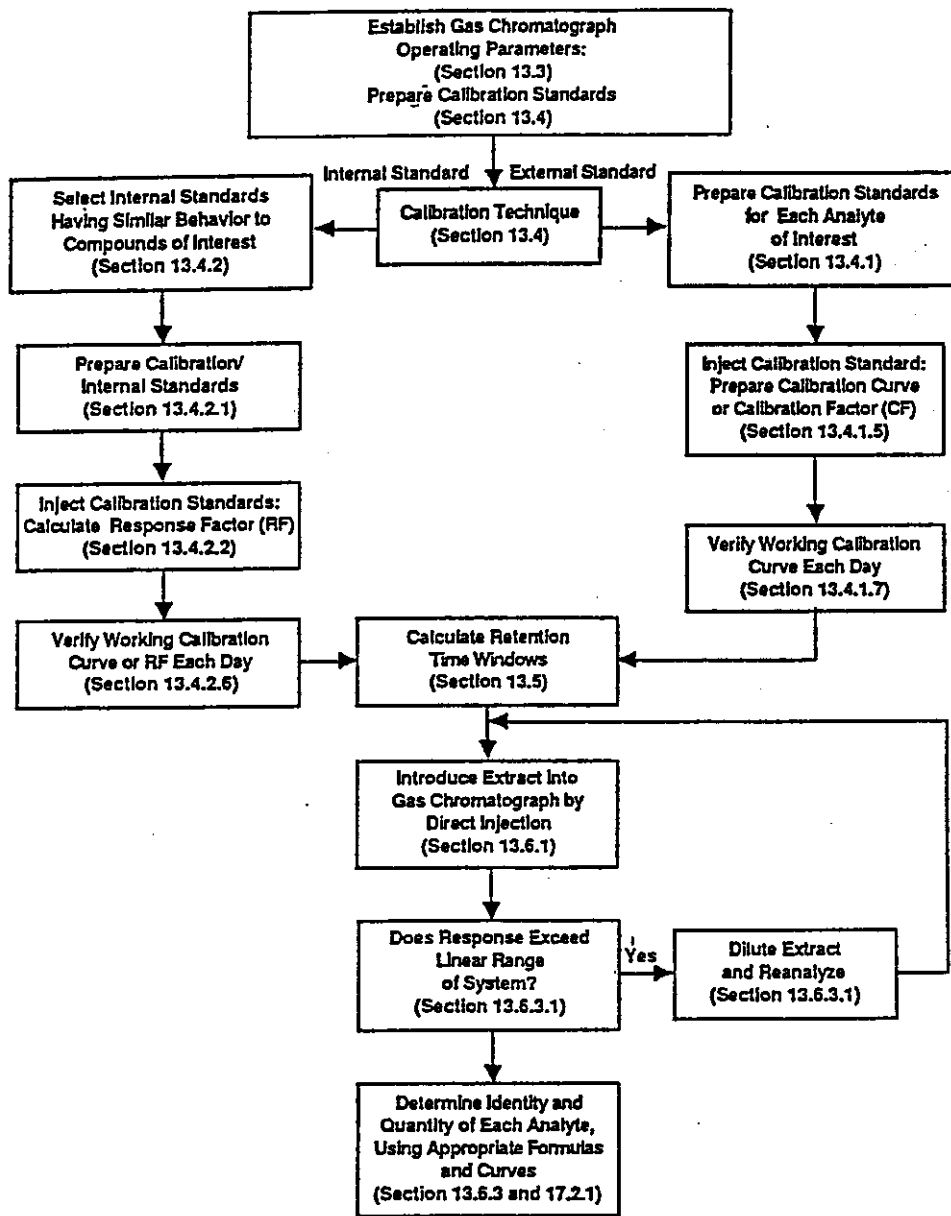 Establish Gas Chromatograph
Operating Parameters:
(Section 13.3)
Prepare Calibration Standards
(Section 13.4)
Internal Standard
External Standard
Select Internal Standards
Having Similar Behavior to
Compounds of Interest
(Section 13.4.2)
Calibration Technique
(Section 13.4)
Prepare Calibration Standards
for Each Analyte
of Interest
(Section 13.4.1)
Prepare Calibration/
Internal Standards
(Section 13.4.2.1)
Inject Calibration Standard:
Prepare Calibration Curve
or Calibration Factor (CF)
(Section 13.4.1.5)
Inject Calibration Standards:
Calculate Response Factor (RF)
(Section 13.4.2.2)
Verify Working Calibration
Curve Each Day
(Section 13.4.1.7)
Verify Working Calibration
Curve or RF Each Day
(Section 13.4.2.6)
Calculate Retention
Time Windows
(Section 13.5)
Introduce Extract into
Gas Chromatograph by
Direct Injection
(Section 13.6.1)
Does Response Exceed
Linear Range
of System?
(Section 13.6.3.1)
Yes
Dilute Extract
and Reanalyze
(Section 13.6.3.1)
Determine Identity and
Quantity of Each Analyte,
Using Appropriate Formulas
and Curves
(Section 13.6.3 and 17.2.1)